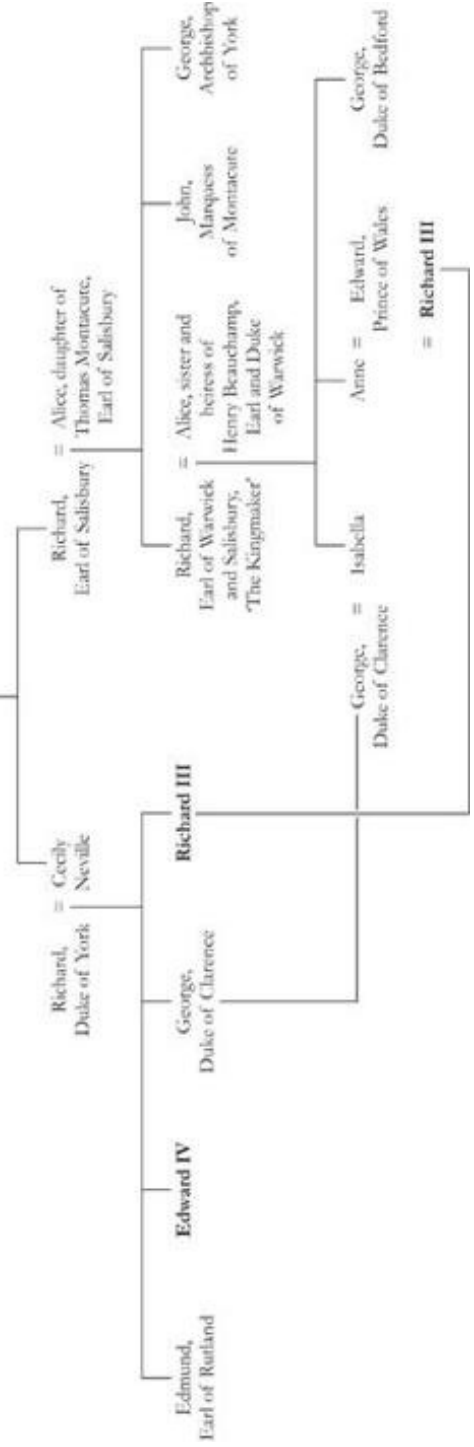 Richard,
Duke of York
=
Cecily
Neville
Richard,
Earl of Salisbury
=
Alice, daughter of
Thomas Montacute,
Earl of Salisbury
Edmund,
Earl of Rutland
Edward IV
George,
Duke of Clarence
Richard III
Richard,
Earl of Warwick
and Salisbury,
'The Kingmaker'
=
Alice, sister and
heiress of
Henry Beauchamp,
Earl and Duke
of Warwick
John,
Marquess
of Montacute
George,
Archbishop
of York
George,
Duke of Clarence
=
Isabella
Anne
=
Edward,
Prince of Wales
= Richard III
George,
Duke of Bedford